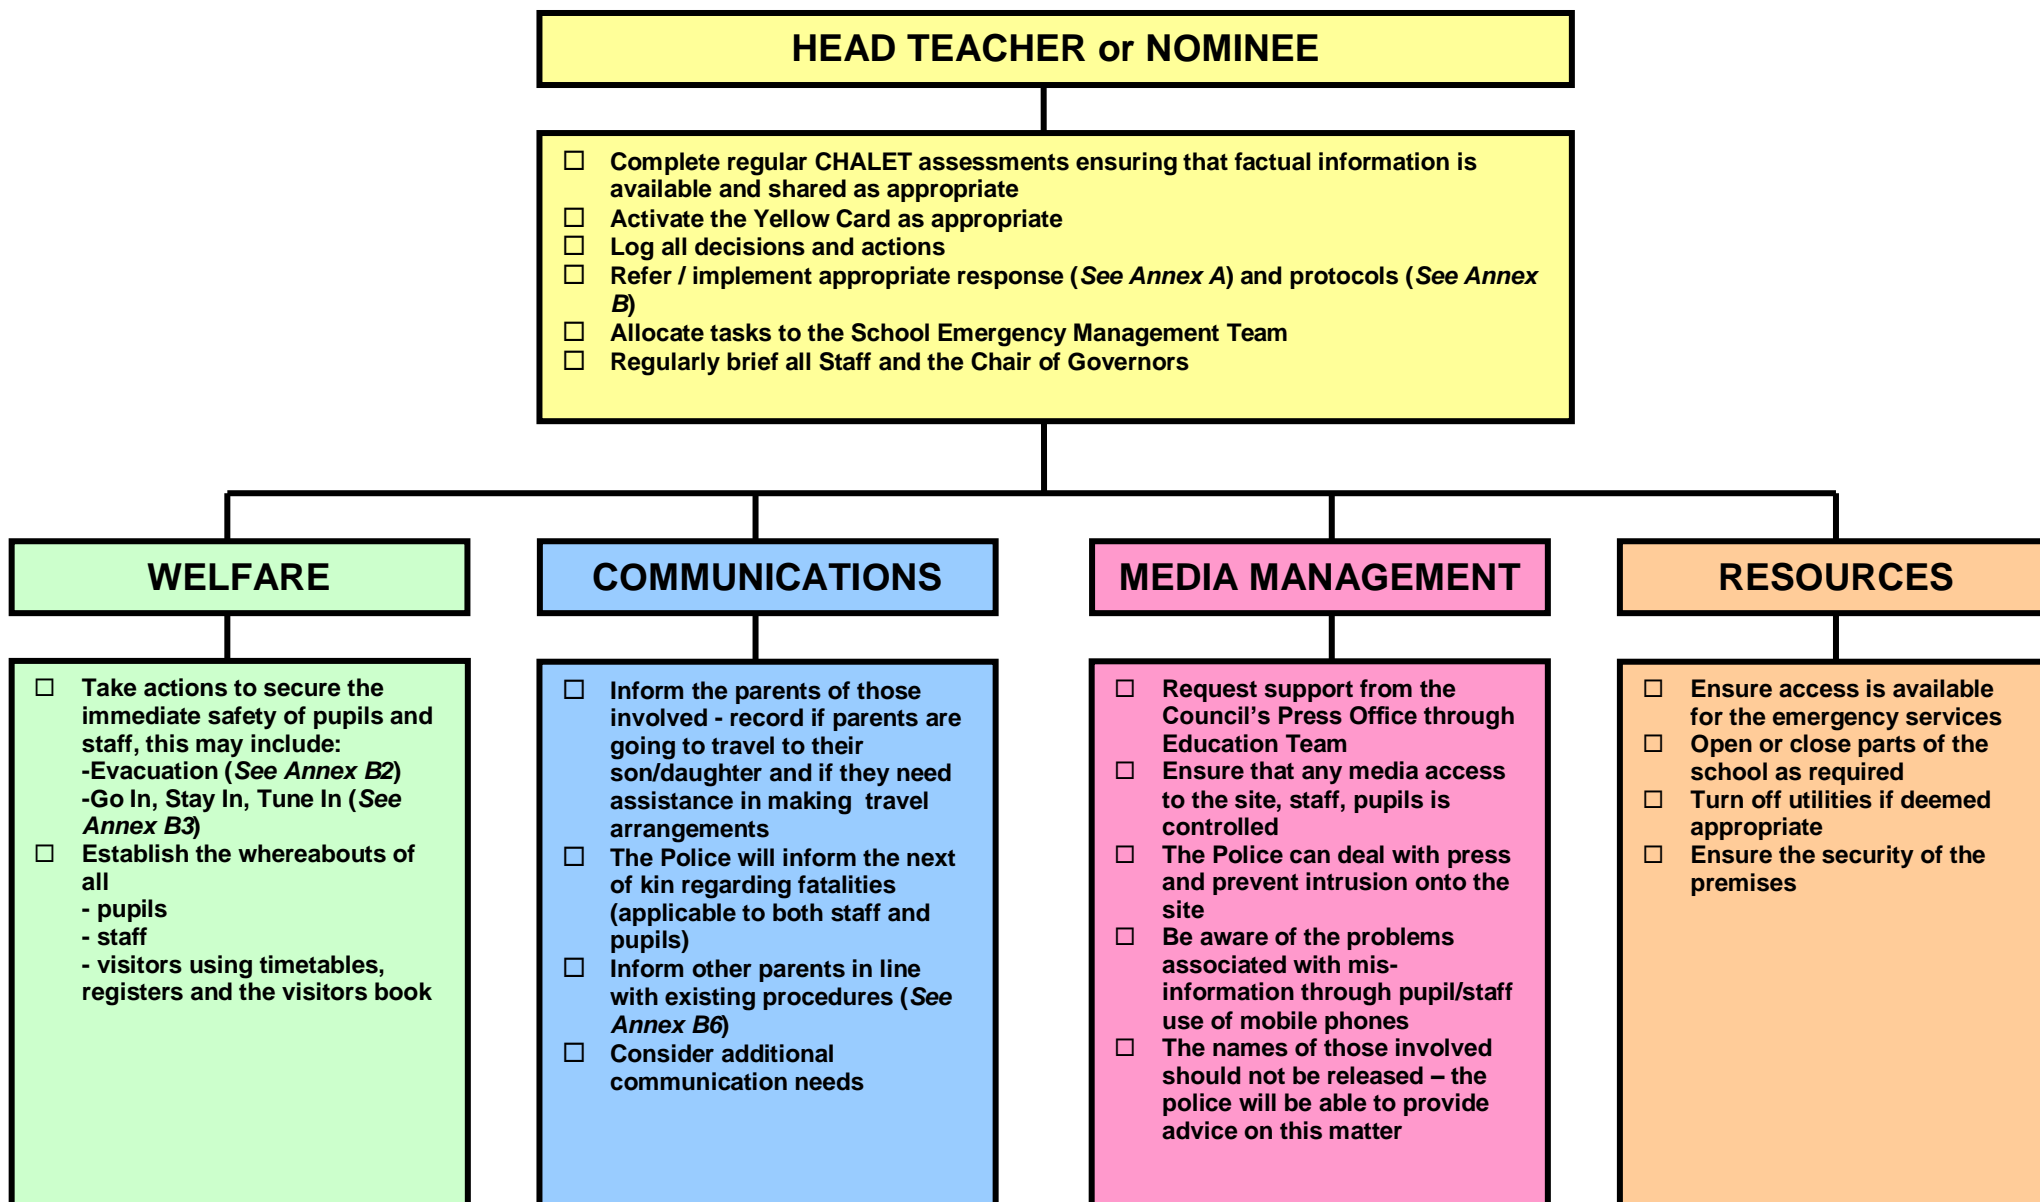 HEAD TEACHER or NOMINEE
☐ Complete regular CHALET assessments ensuring that factual information is
available and shared as appropriate
☐ Activate the Yellow Card as appropriate
☐ Log all decisions and actions
☐ Refer / implement appropriate response (See Annex A) and protocols (See Annex
B)
☐ Allocate tasks to the School Emergency Management Team
☐ Regularly brief all Staff and the Chair of Governors
WELFARE
☐ Take actions to secure the
immediate safety of pupils and
staff, this may include:
-Evacuation (See Annex B2)
-Go In, Stay In, Tune In (See
Annex B3)
☐ Establish the whereabouts of
all
- pupils
- staff
- visitors using timetables,
registers and the visitors book
COMMUNICATIONS
☐ Inform the parents of those
involved - record if parents are
going to travel to their
son/daughter and if they need
assistance in making travel
arrangements
☐ The Police will inform the next
of kin regarding fatalities
(applicable to both staff and
pupils)
☐ Inform other parents in line
with existing procedures (See
Annex B6)
☐ Consider additional
communication needs
MEDIA MANAGEMENT
☐ Request support from the
Council’s Press Office through
Education Team
☐ Ensure that any media access
to the site, staff, pupils is
controlled
☐ The Police can deal with press
and prevent intrusion onto the
site
☐ Be aware of the problems
associated with mis-
information through pupil/staff
use of mobile phones
☐ The names of those involved
should not be released – the
police will be able to provide
advice on this matter
RESOURCES
☐ Ensure access is available
for the emergency services
☐ Open or close parts of the
school as required
☐ Turn off utilities if deemed
appropriate
☐ Ensure the security of the
premises